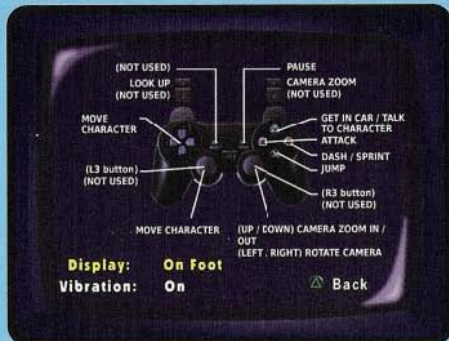 (NOT USED)
LOOK UP
(NOT USED)
MOVE
CHARACTER
(L3 button)
(NOT USED)
MOVE CHARACTER
PAUSE
CAMERA ZOOM
(NOT USED)
GET IN CAR / TALK
TO CHARACTER
ATTACK
DASH / SPRINT
JUMP
(R3 button)
(NOT USED)
(UP / DOWN) CAMERA ZOOM IN /
OUT
(LEFT / RIGHT) ROTATE CAMERA
Display: On Foot
Vibration: On
Back